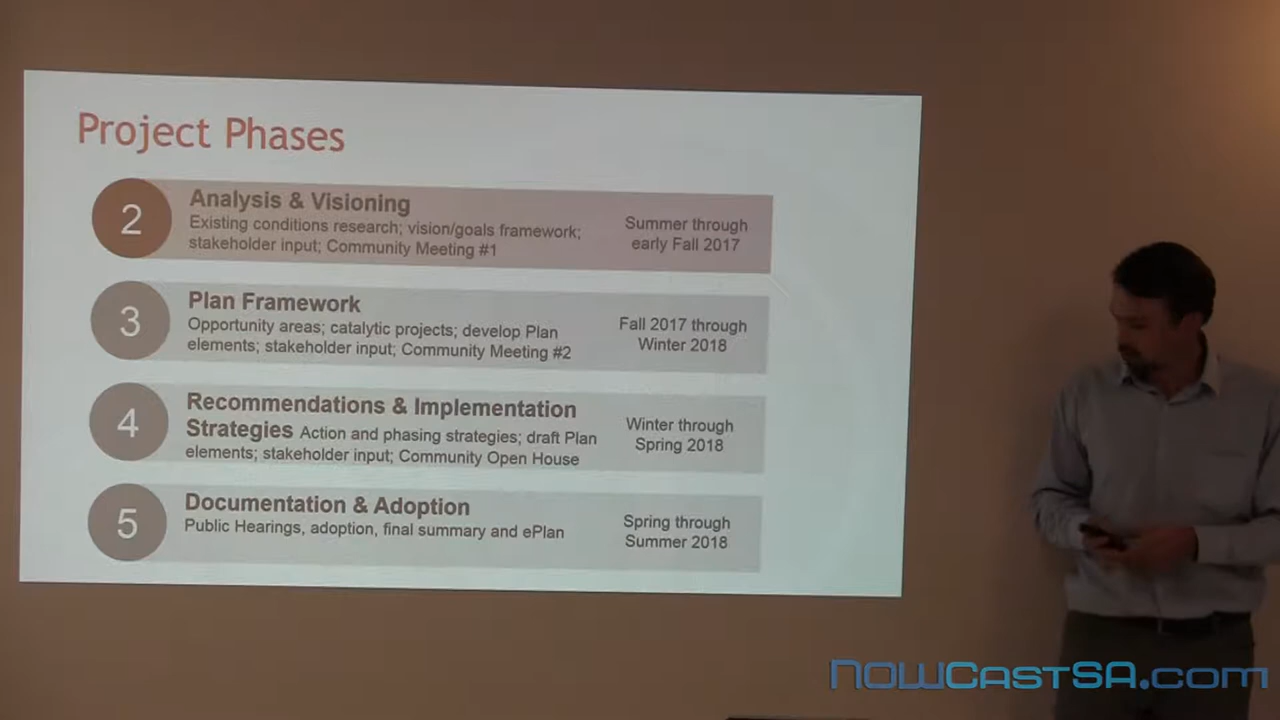 Project Phases
2
Analysis & Visioning
Existing conditions research; vision/goals framework;
stakeholder input; Community Meeting #1
Summer through
early Fall 2017
3
Plan Framework
Opportunity areas; catalytic projects; develop Plan
elements; stakeholder input; Community Meeting #2
Fall 2017 through
Winter 2018
4
Recommendations & Implementation
Strategies Action and phasing strategies; draft Plan
elements; stakeholder input; Community Open House
Winter through
Spring 2018
5
Documentation & Adoption
Public Hearings, adoption, final summary and ePlan
Spring through
Summer 2018
NOWCASTSA.com